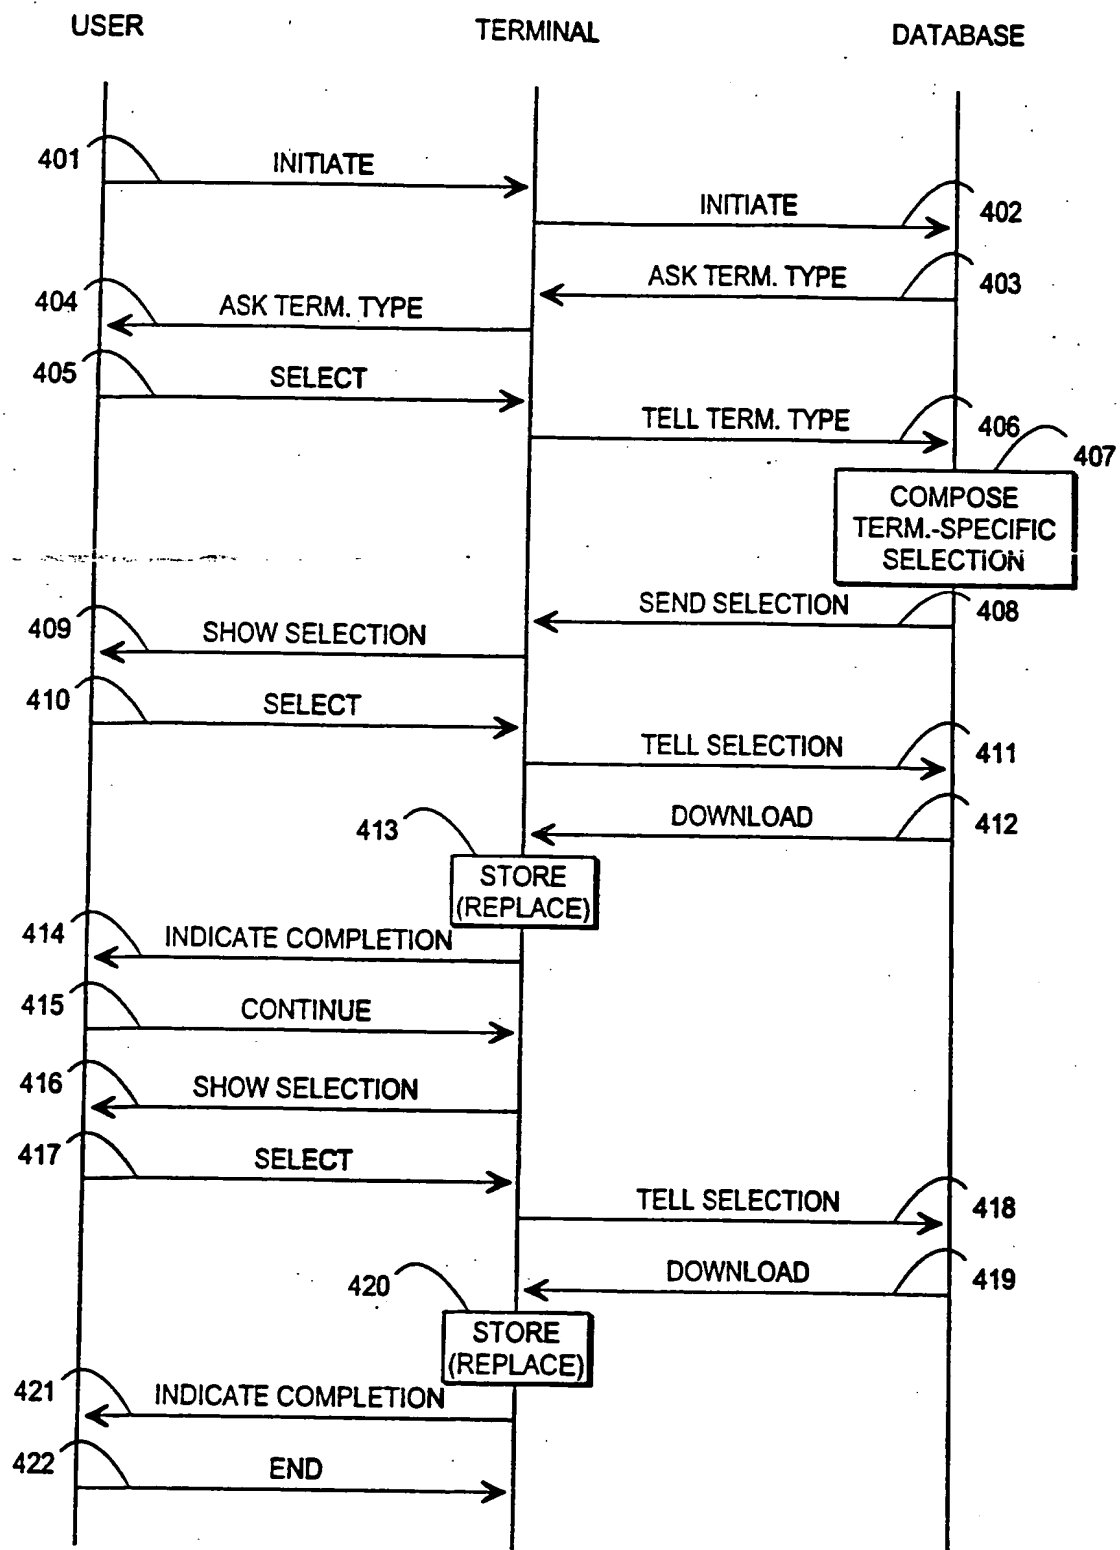 USER
TERMINAL
DATABASE
401
INITIATE
INITIATE
402
ASK TERM. TYPE
403
404
ASK TERM. TYPE
405
SELECT
TELL TERM. TYPE
406
407
COMPOSE
TERM.-SPECIFIC
SELECTION
SEND SELECTION
408
409
SHOW SELECTION
410
SELECT
TELL SELECTION
411
DOWNLOAD
412
413
STORE
(REPLACE)
414
INDICATE COMPLETION
415
CONTINUE
416
SHOW SELECTION
417
SELECT
TELL SELECTION
418
DOWNLOAD
419
420
STORE
(REPLACE)
421
INDICATE COMPLETION
422
END